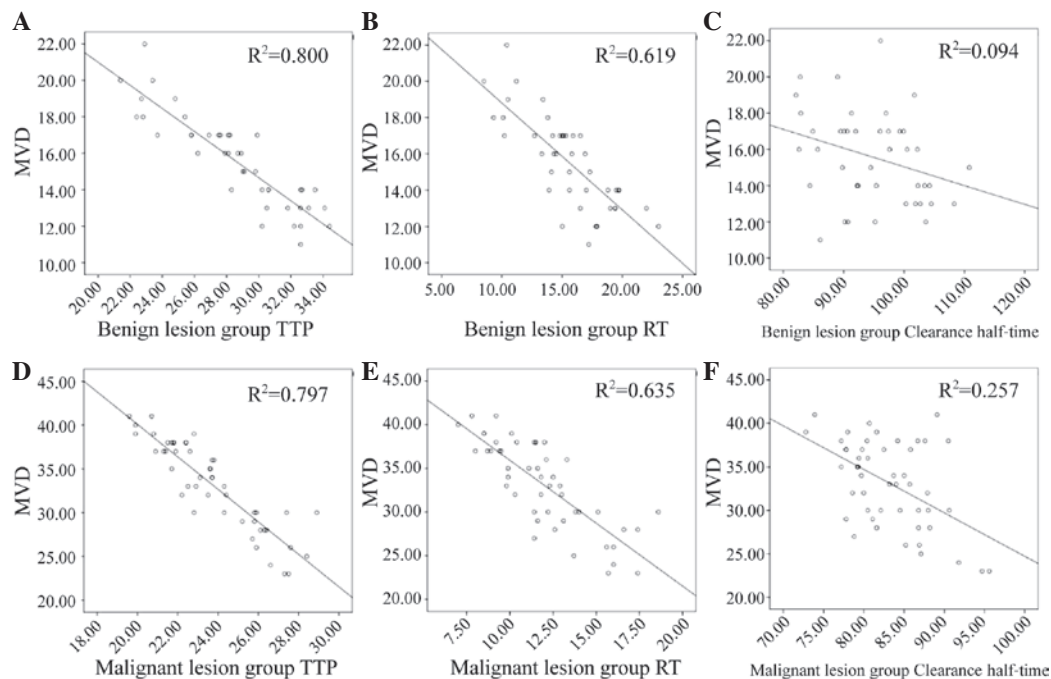 A
R²=0.800
MVD
22.00
20.00
18.00
16.00
14.00
12.00
10.00
20.00 22.00 24.00 26.00 28.00 30.00 32.00 34.00
Benign lesion group TTP
B
R²=0.619
MVD
22.00
20.00
18.00
16.00
14.00
12.00
10.00
5.00 10.00 15.00 20.00 25.00
Benign lesion group RT
C
R²=0.094
MVD
22.00
20.00
18.00
16.00
14.00
12.00
10.00
80.00 90.00 100.00 110.00 120.00
Benign lesion group Clearance half-time
D
R²=0.797
MVD
45.00
40.00
35.00
30.00
25.00
20.00
18.00 20.00 22.00 24.00 26.00 28.00 30.00
Malignant lesion group TTP
E
R²=0.635
MVD
45.00
40.00
35.00
30.00
25.00
20.00
7.50 10.00 12.50 15.00 17.50 20.00
Malignant lesion group RT
F
R²=0.257
MVD
45.00
40.00
35.00
30.00
25.00
20.00
70.00 75.00 80.00 85.00 90.00 95.00 100.00
Malignant lesion group Clearance half-time